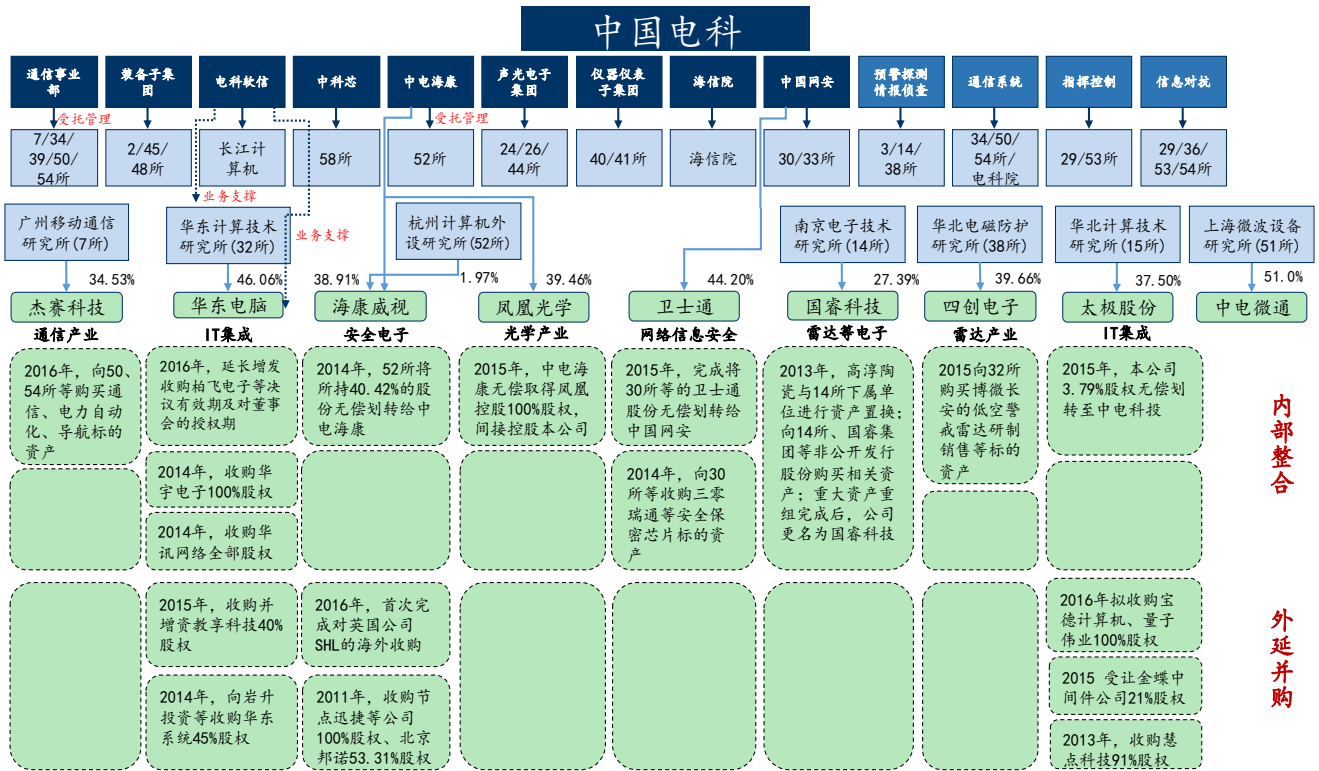 中国电科
通信事业
部
装备子集
团
电科软信
中科芯
中电海康
声光电子
集团
仪器仪表
子集团
海信院
中国网安
预警探测
情报侦查
通信系统
指挥控制
信息对抗
受托管理
受托管理
7/34/
39/50/
54所
2/45/
48所
长江计
算机
58所
52所
24/26/
44所
40/41所
海信院
30/33所
3/14/
38所
34/50/
54所/
电科院
29/53所
29/36/
53/54所
业务支撑
业务支撑
广州移动通信
研究所(7所)
华东计算技术
研究所(32所)
杭州计算机外
设研究所(52所)
南京电子技术
研究所(14所)
华北电磁防护
研究所(38所)
华北计算技术
研究所(15所)
上海微波设备
研究所(51所)
34.53%
46.06%
38.91%
1.97%
39.46%
44.20%
27.39%
39.66%
37.50%
51.0%
杰赛科技
华东电脑
海康威视
凤凰光学
卫士通
国睿科技
四创电子
太极股份
中电微通
通信产业
IT集成
安全电子
光学产业
网络信息安全
雷达等电子
雷达产业
IT集成
2016年，向50、
54所等购买通
信、电力自动
化、导航标的
资产
2016年，延长增发
收购柏飞电子等决
议有效期及对董事
会的授权期
2014年，收购华
宇电子100%股权
2014年，收购华
讯网络全部股权
2014年，52所将
所持40.42%的股
份无偿划转给中
电海康
2015年，中电海
康无偿取得凤凰
控股100%股权，
间接控股本公司
2015年，完成将
30所等的卫士通
股份无偿划转给
中国网安
2014年，向30
所等收购三零
瑞通等安全保
密芯片标的资
产
2013年，高淳陶
瓷与14所下属单
位进行资产置换；
向14所、国睿集
团等非公开发行
股份购买相关资
产；重大资产重
组完成后，公司
更名为国睿科技
2015向32所
购买博微长
安的低空警
戒雷达研制
销售等标的
资产
2015年，本公司
3.79%股权无偿划
转至中电科投
内
部
整
合
2015年，收购并
增资教享科技40%
股权
2014年，向岩升
投资等收购华东
系统45%股权
2016年，首次完
成对英国公司
SHL的海外收购
2011年，收购节
点迅捷等公司
100%股权、北京
邦诺53.31%股权
2016年拟收购宝
德计算机、量子
伟业100%股权
2015 受让金蝶中
间件公司21%股权
2013年，收购慧
点科技91%股权
外
延
并
购